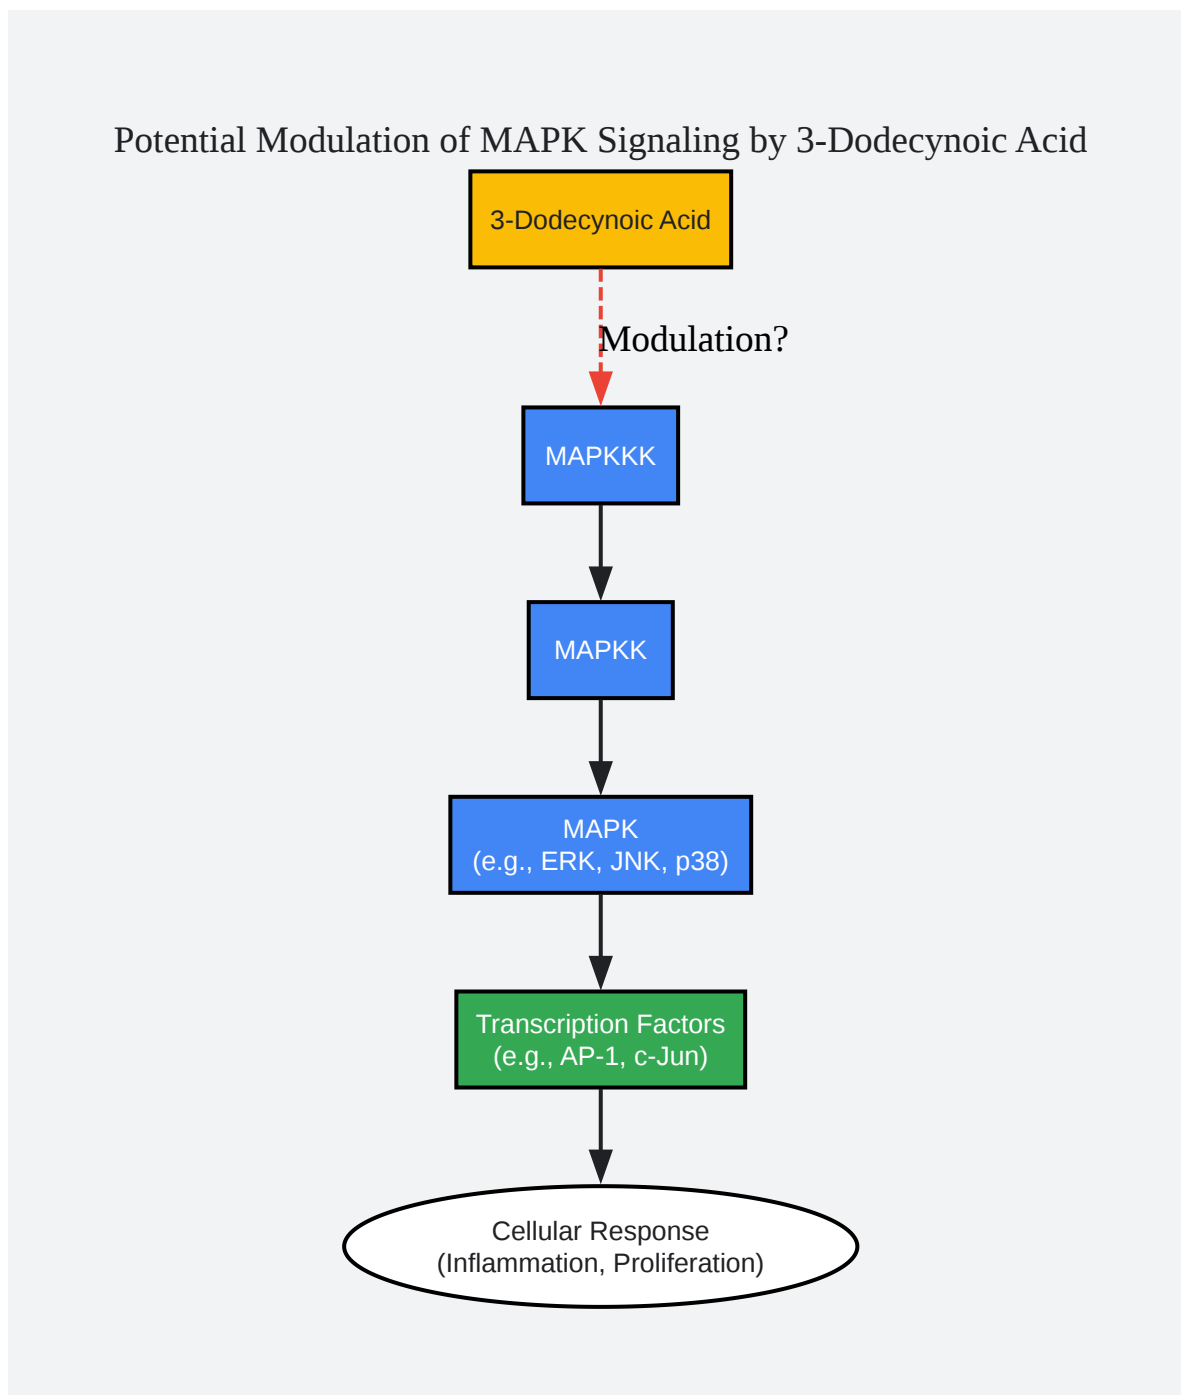 Potential Modulation of MAPK Signaling by 3-Dodecynoic Acid
3-Dodecynoic Acid
Modulation?
MAPKKK
MAPKK
MAPK
(e.g., ERK, JNK, p38)
Transcription Factors
(e.g., AP-1, c-Jun)
Cellular Response
(Inflammation, Proliferation)